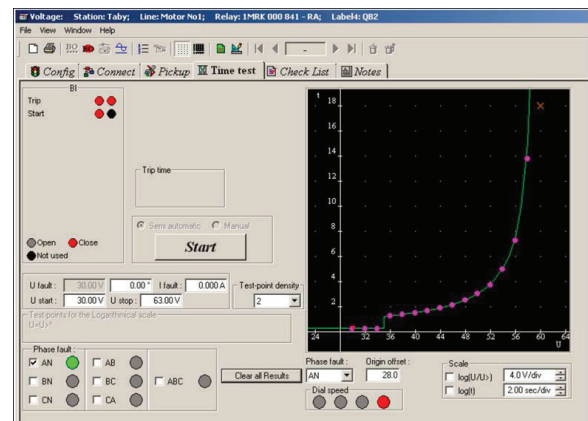 Voltage: Station: Taby; Line: Motor No1; Relay: 1MRK 000 841 - RA; Label4: QB2
File View Window Help
Config Connect Pickup Time test Check List Notes
BI
Trip
Start
Open Close
Not used
Trip time
Semi automatic Manual
Start
U fault : 30.00 V 0.00 ° I fault : 0.000 A
U start : 30.00 V U stop : 63.00 V
Test-point density
2
Test-points for the Logarithmical scale
Phase fault :
AN AB
BN BC ABC
CN CA
Clear all Results
t
18
16
14
12
10
8
6
4
2
24 28 32 36 40 44 48 52 56 60 64
U
Phase fault :
AN
Origin offset :
28.0
Dial speed
Scale
log(U/U>) 4.0 V/div
log(t) 2.00 sec/div